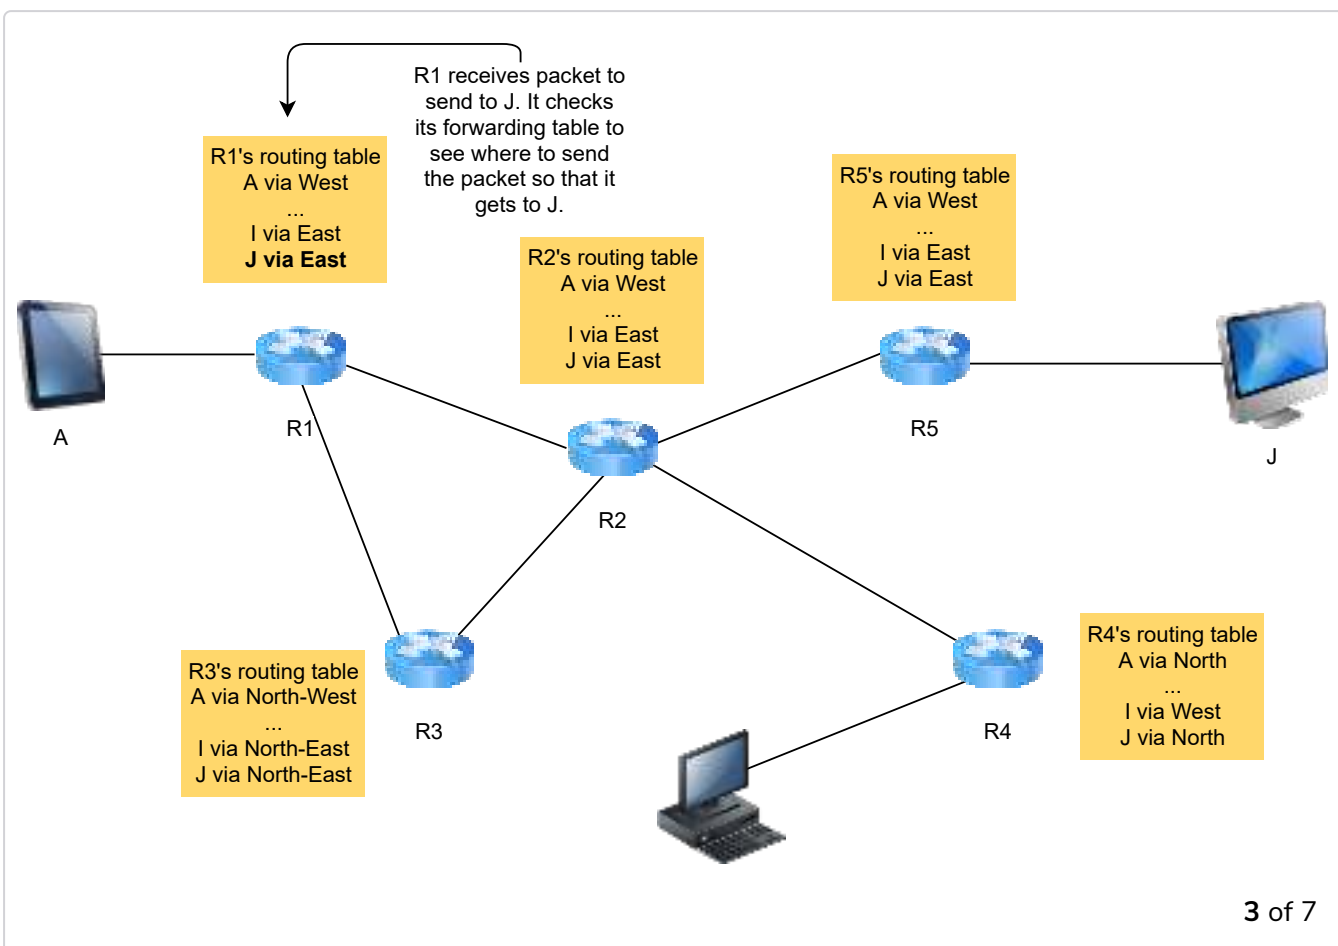 R1 receives packet to
send to J. It checks
its forwarding table to
see where to send
the packet so that it
gets to J.
R1's routing table
A via West
...
I via East
J via East
R5's routing table
A via West
...
I via East
J via East
R2's routing table
A via West
...
I via East
J via East
A
R1
R5
J
R2
R3's routing table
A via North-West
...
I via North-East
J via North-East
R3
R4
R4's routing table
A via North
...
I via West
J via North
3 of 7